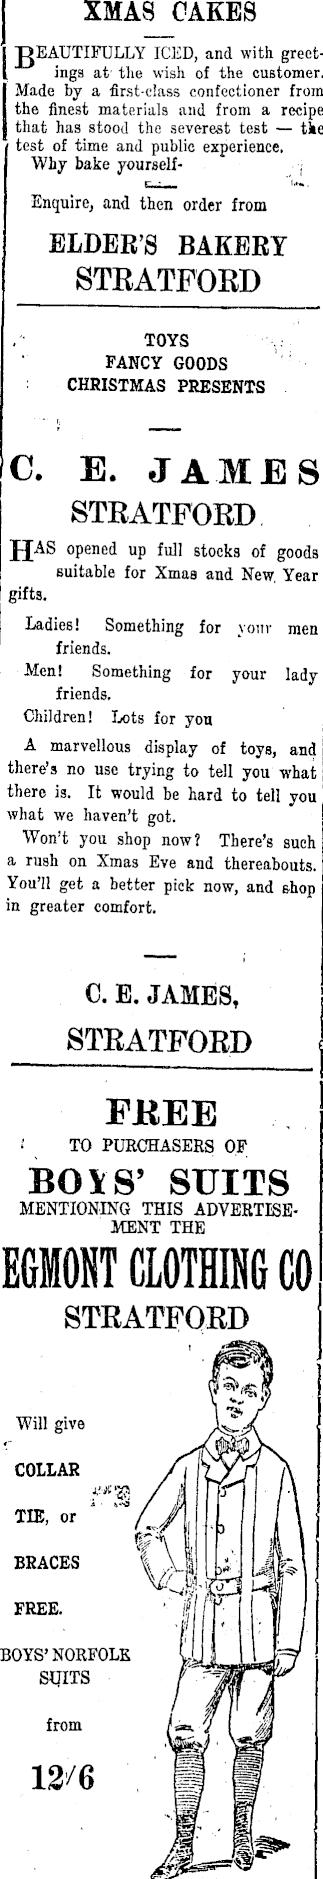 XMAS CAKES
BEAUTIFULLY ICED, and with greet-
ings at the wish of the customer.
Made by a first-class confectioner from
the finest materials and from a recipe
that has stood the severest test — the
test of time and public experience.
Why bake yourself-
Enquire, and then order from
ELDER'S BAKERY
STRATFORD
TOYS
FANCY GOODS
CHRISTMAS PRESENTS
C. E. JAMES
STRATFORD.
HAS opened up full stocks of goods
suitable for Xmas and New Year
gifts.
Ladies! Something for your men
friends.
Men! Something for your lady
friends.
Children! Lots for you
A marvellous display of toys, and
there's no use trying to tell you what
there is. It would be hard to tell you
what we haven't got.
Won't you shop now? There's such
a rush on Xmas Eve and thereabouts.
You'll get a better pick now, and shop
in greater comfort.
C. E. JAMES,
STRATFORD
FREE
TO PURCHASERS OF
BOYS' SUITS
MENTIONING THIS ADVERTISE-
MENT THE
EGMONT CLOTHING CO
STRATFORD
Will give
COLLAR
TIE, or
BRACES
FREE.
BOYS' NORFOLK
SUITS
from
12/6